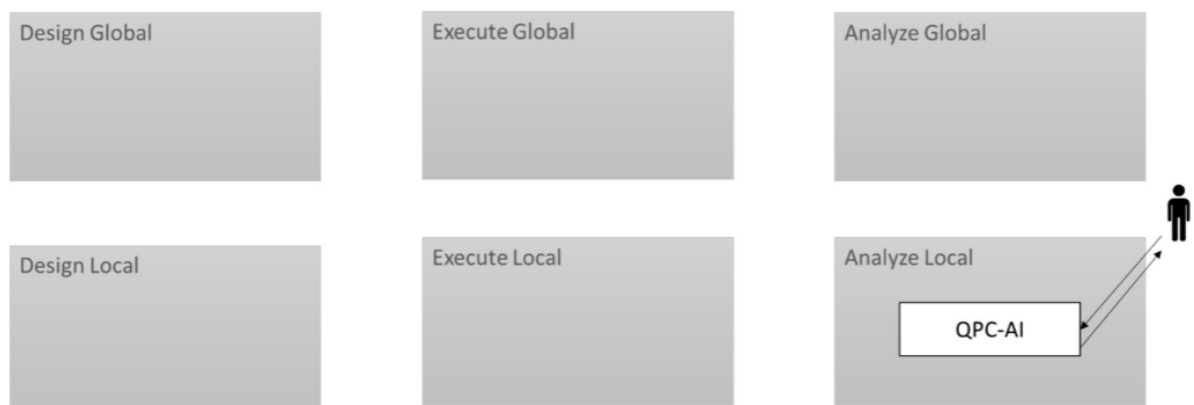 Design Global
Execute Global
Analyze Global
Design Local
Execute Local
Analyze Local
QPC-AI